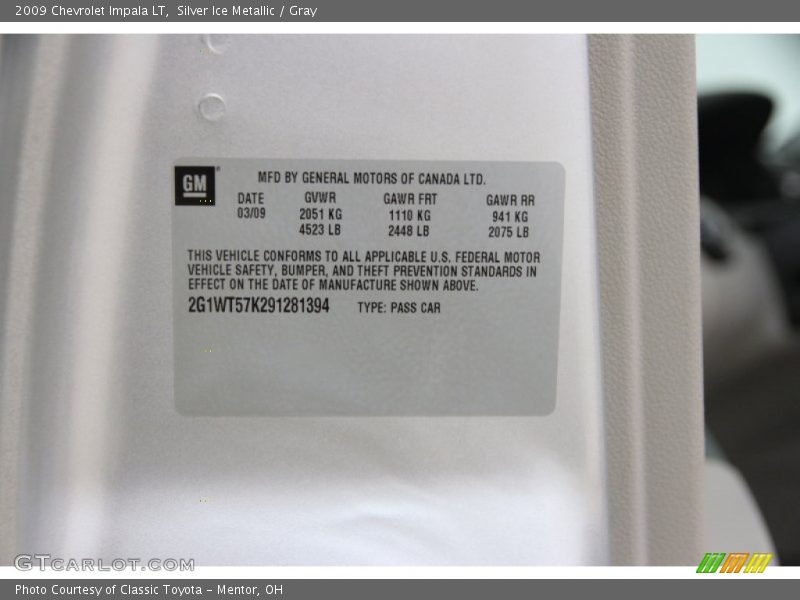 2009 Chevrolet Impala LT,  Silver Ice Metallic / Gray
GM
MFD BY GENERAL MOTORS OF CANADA LTD.
DATE GVWR GAWR FRT GAWR RR
03/09 2051 KG 1110 KG 941 KG
4523 LB 2448 LB 2075 LB
THIS VEHICLE CONFORMS TO ALL APPLICABLE U.S. FEDERAL MOTOR
VEHICLE SAFETY, BUMPER, AND THEFT PREVENTION STANDARDS IN
EFFECT ON THE DATE OF MANUFACTURE SHOWN ABOVE.
2G1WT57K291281394 TYPE: PASS CAR
GTCARLOT.COM
Photo Courtesy of Classic Toyota - Mentor, OH